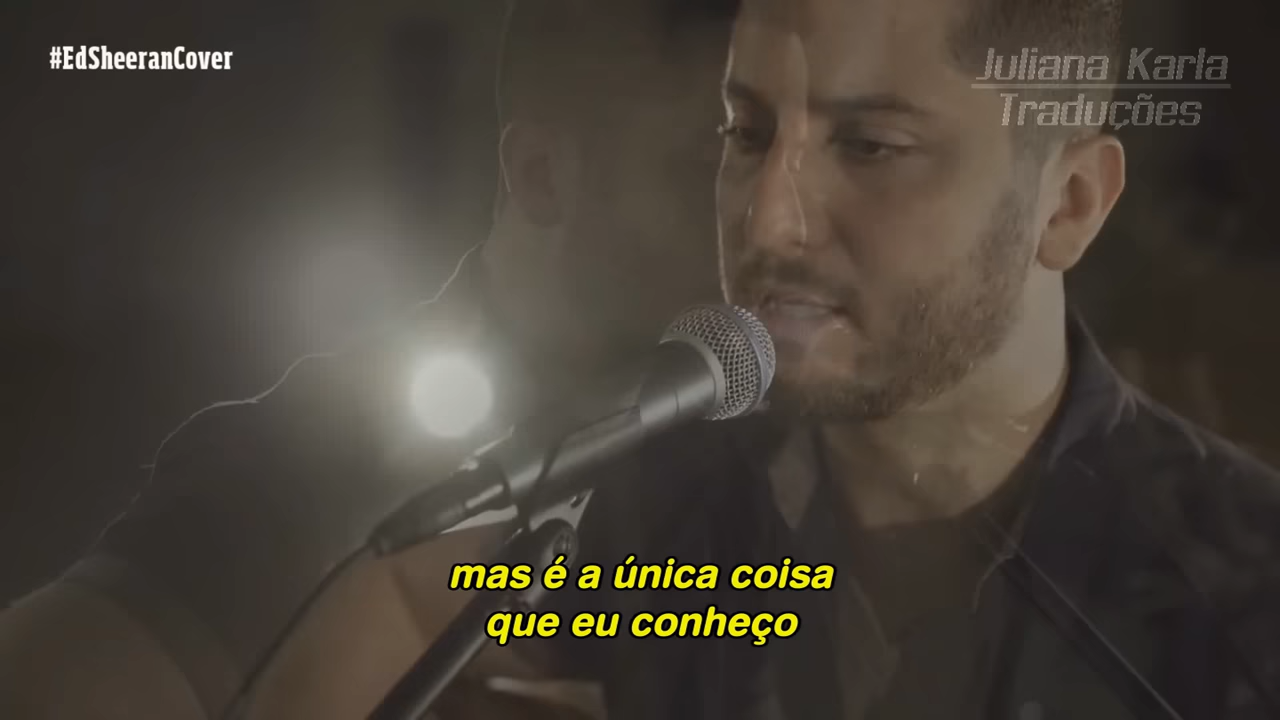 #EdSheeranCover
Juliana Karla
Traduções
mas é a única coisa
que eu conheço